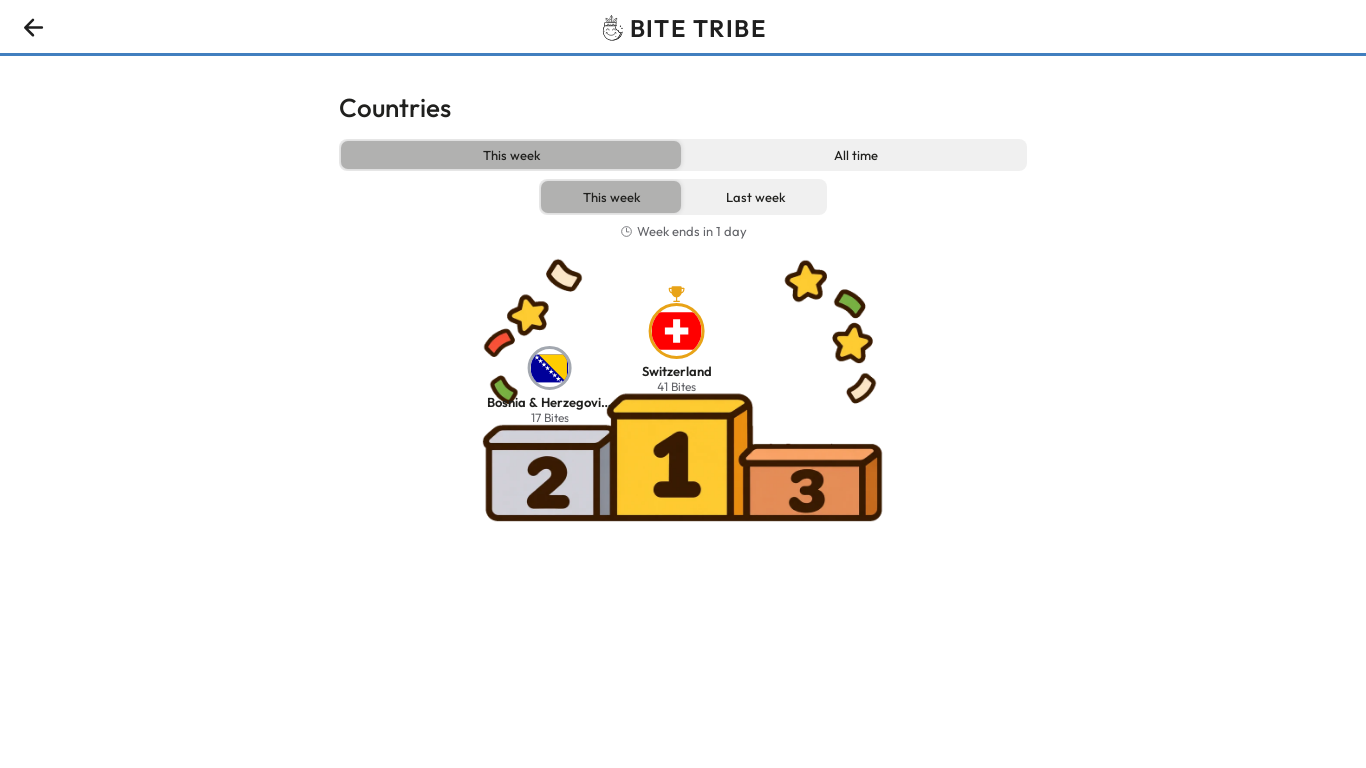 BITE TRIBE
Countries
This week
All time
This week
Last week
Week ends in 1 day
Switzerland
41 Bites
Bosnia & Herzegovi...
17 Bites
1
2
3